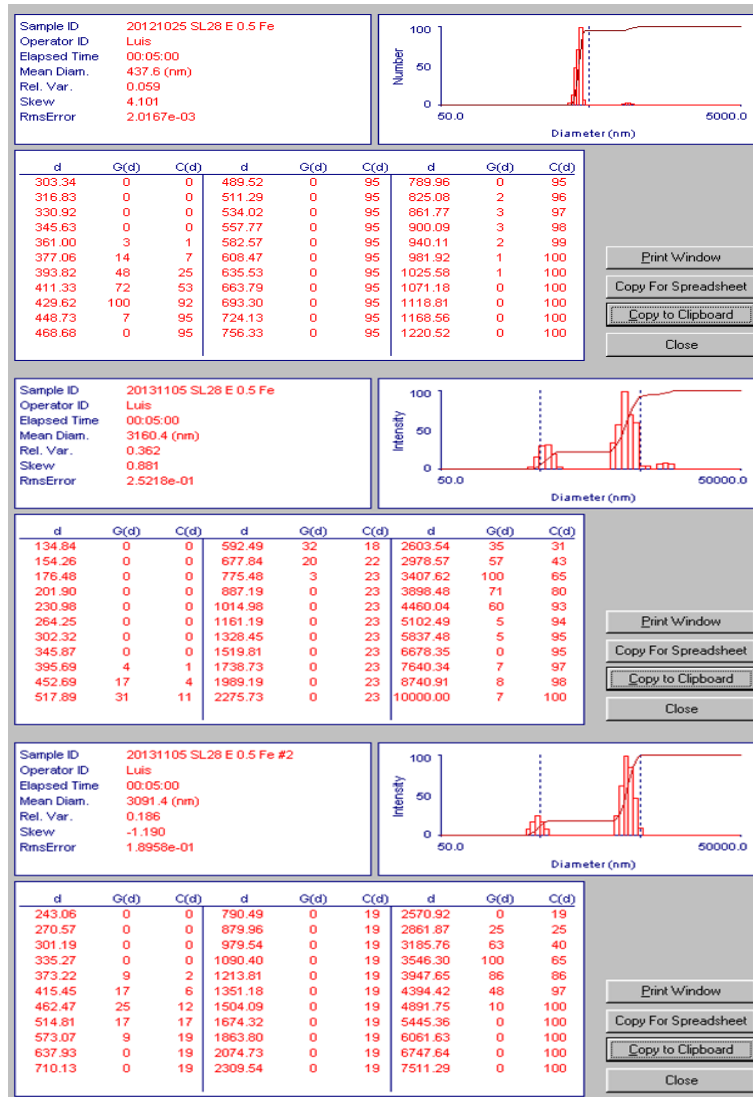 Sample ID 20121025 SL28 E 0.5 Fe
Operator ID Luis
Elapsed Time 00:05:00
Mean Diam. 437.6 (nm)
Rel. Var. 0.059
Skew 4.101
RmsError 2.0167e-03
Number
100
50
0
50.0 5000.0
Diameter (nm)
d G(d) C(d) d G(d) C(d) d G(d) C(d)
303.34 0 0 489.52 0 95 789.96 0 95
316.83 0 0 511.29 0 95 825.08 2 96
330.92 0 0 534.02 0 95 861.77 3 97
345.63 0 0 557.77 0 95 900.09 3 98
361.00 3 1 582.57 0 95 940.11 2 99
377.06 14 7 608.47 0 95 981.92 1 100
393.82 48 25 635.53 0 95 1025.58 1 100
411.33 72 53 663.79 0 95 1071.18 0 100
429.62 100 92 693.30 0 95 1118.81 0 100
448.73 7 95 724.13 0 95 1168.56 0 100
468.68 0 95 756.33 0 95 1220.52 0 100
Print Window
Copy For Spreadsheet
Copy to Clipboard
Close
Sample ID 20131105 SL28 E 0.5 Fe
Operator ID Luis
Elapsed Time 00:05:00
Mean Diam. 3160.4 (nm)
Rel. Var. 0.362
Skew 0.881
RmsError 2.5218e-01
Intensity
100
50
0
50.0 50000.0
Diameter (nm)
d G(d) C(d) d G(d) C(d) d G(d) C(d)
134.84 0 0 592.49 32 18 2603.54 35 31
154.26 0 0 677.84 20 22 2978.57 57 43
176.48 0 0 775.48 3 23 3407.62 100 65
201.90 0 0 887.19 0 23 3898.48 71 80
230.98 0 0 1014.98 0 23 4460.04 60 93
264.25 0 0 1161.19 0 23 5102.49 5 94
302.32 0 0 1328.45 0 23 5837.48 5 95
345.87 0 0 1519.81 0 23 6678.35 0 95
395.69 4 1 1738.73 0 23 7640.34 7 97
452.69 17 4 1989.19 0 23 8740.91 8 98
517.89 31 11 2275.73 0 23 10000.00 7 100
Print Window
Copy For Spreadsheet
Copy to Clipboard
Close
Sample ID 20131105 SL28 E 0.5 Fe #2
Operator ID Luis
Elapsed Time 00:05:00
Mean Diam. 3091.4 (nm)
Rel. Var. 0.186
Skew -1.190
RmsError 1.8958e-01
Intensity
100
50
0
50.0 50000.0
Diameter (nm)
d G(d) C(d) d G(d) C(d) d G(d) C(d)
243.06 0 0 790.49 0 19 2570.92 0 19
270.57 0 0 879.96 0 19 2861.87 25 25
301.19 0 0 979.54 0 19 3185.76 63 40
335.27 0 0 1090.40 0 19 3546.30 100 65
373.22 9 2 1213.81 0 19 3947.65 86 86
415.45 17 6 1351.18 0 19 4394.42 48 97
462.47 25 12 1504.09 0 19 4891.75 10 100
514.81 17 17 1674.32 0 19 5445.36 0 100
573.07 9 19 1863.80 0 19 6061.63 0 100
637.93 0 19 2074.73 0 19 6747.64 0 100
710.13 0 19 2309.54 0 19 7511.29 0 100
Print Window
Copy For Spreadsheet
Copy to Clipboard
Close